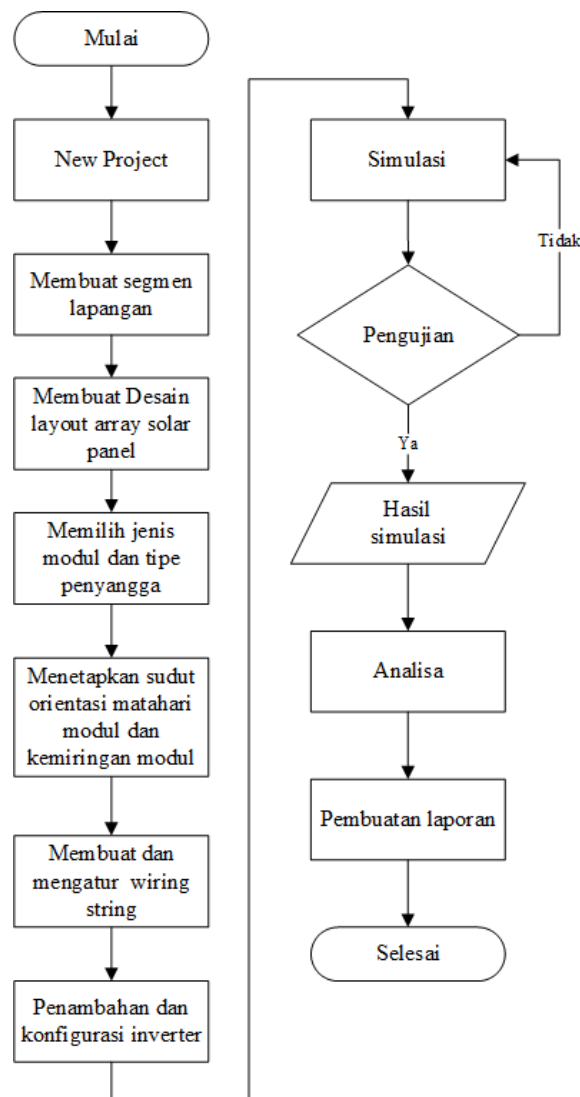 Mulai
New Project
Membuat segmen
lapangan
Membuat Desain
layout array solar
panel
Memilih jenis
modul dan tipe
penyangga
Menetapkan sudut
orientasi matahari
modul dan
kemiringan modul
Membuat dan
mengatur wiring
string
Penambahan dan
konfigurasi inverter
Simulasi
Tidak
Pengujian
Ya
Hasil
simulasi
Analisa
Pembuatan laporan
Selesai